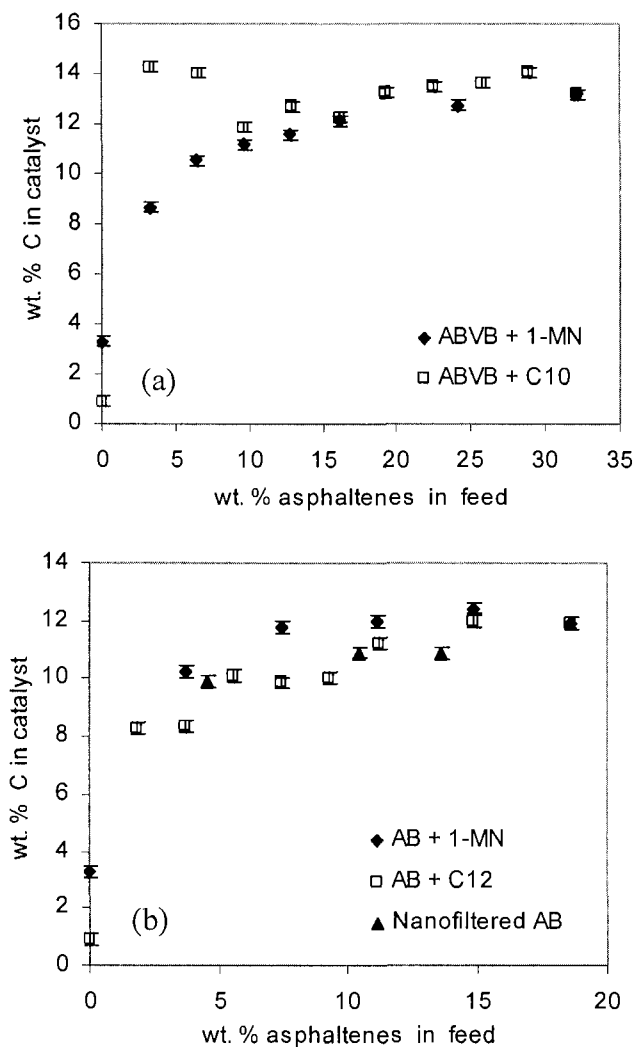 16
14
12
10
8
6
4
2
0
wt. % C in catalyst
◆ ABVB + 1-MN
□ ABVB + C10
(a)
0 5 10 15 20 25 30 35
wt. % asphaltenes in feed
14
12
10
8
6
4
2
0
wt. % C in catalyst
◆ AB + 1-MN
□ AB + C12
▲ Nanofiltered AB
(b)
0 5 10 15 20
wt. % asphaltenes in feed